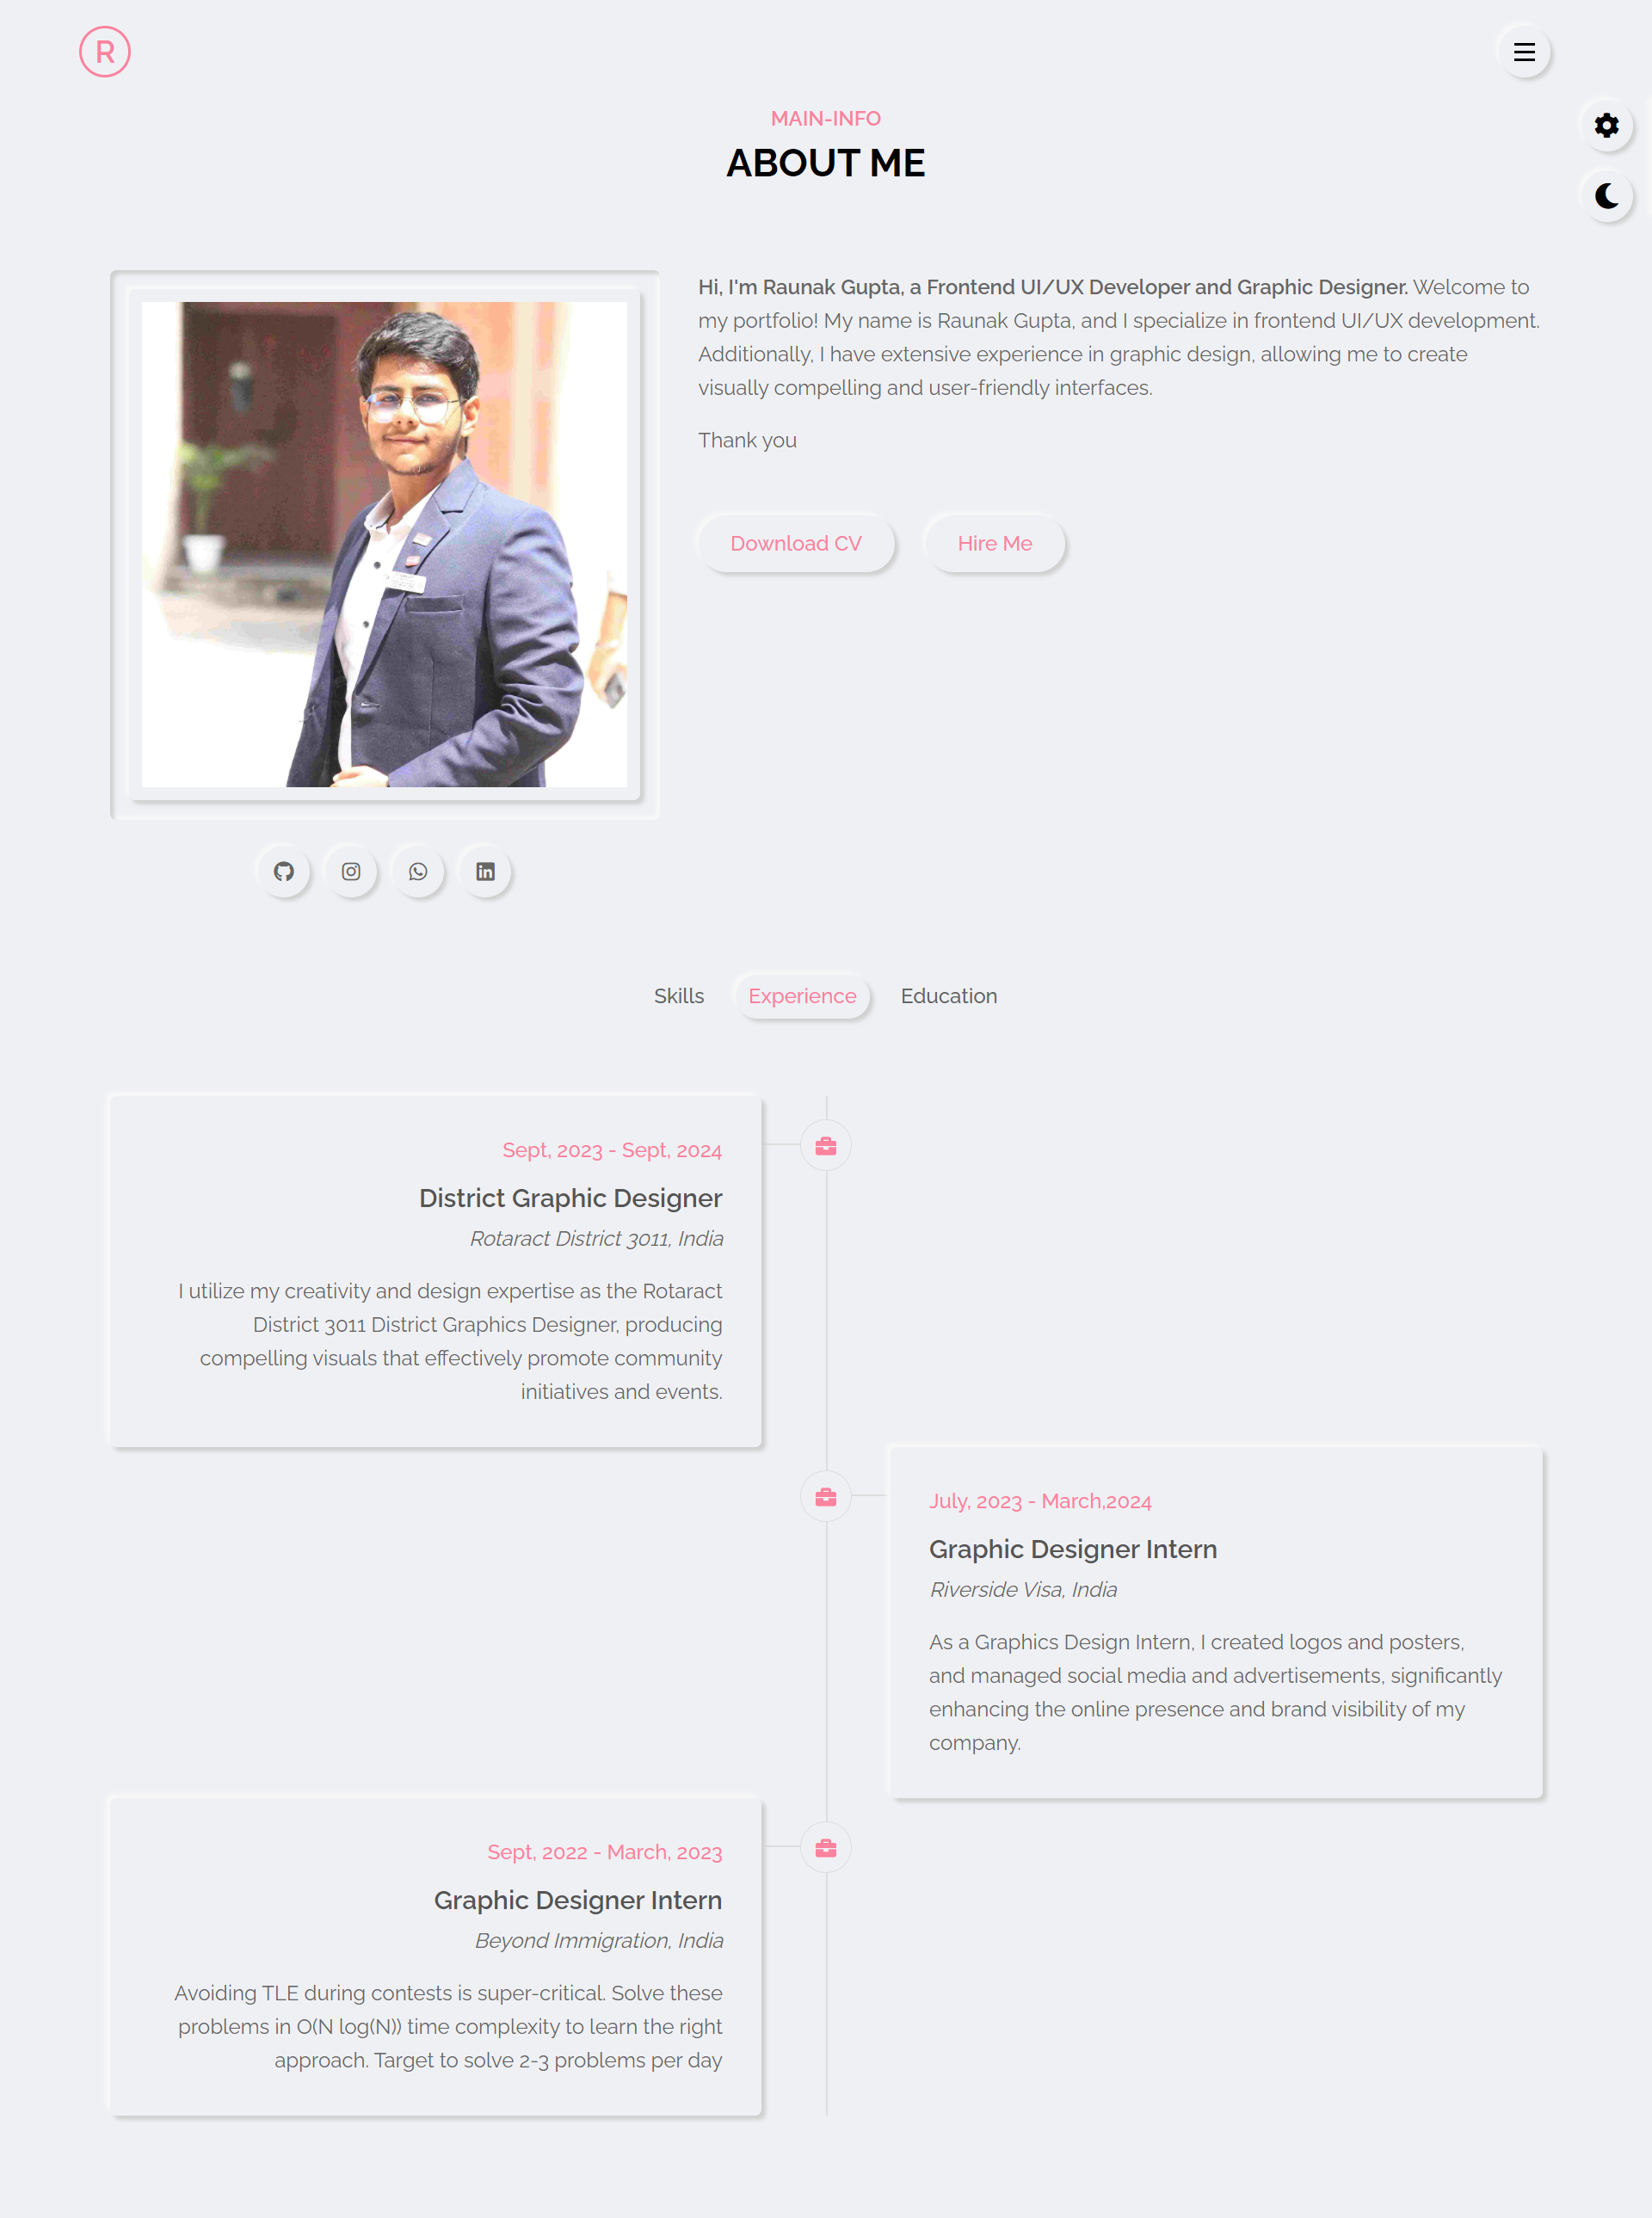 R
MAIN-INFO
ABOUT ME
Hi, I'm Raunak Gupta, a Frontend UI/UX Developer and Graphic Designer. Welcome to
my portfolio! My name is Raunak Gupta, and I specialize in frontend UI/UX development.
Additionally, I have extensive experience in graphic design, allowing me to create
visually compelling and user-friendly interfaces.
Thank you
Download CV
Hire Me
Skills
Experience
Education
Sept, 2023 - Sept, 2024
District Graphic Designer
Rotaract District 3011, India
I utilize my creativity and design expertise as the Rotaract
District 3011 District Graphics Designer, producing
compelling visuals that effectively promote community
initiatives and events.
July, 2023 - March,2024
Graphic Designer Intern
Riverside Visa, India
As a Graphics Design Intern, I created logos and posters,
and managed social media and advertisements, significantly
enhancing the online presence and brand visibility of my
company.
Sept, 2022 - March, 2023
Graphic Designer Intern
Beyond Immigration, India
Avoiding TLE during contests is super-critical. Solve these
problems in O(N log(N)) time complexity to learn the right
approach. Target to solve 2-3 problems per day